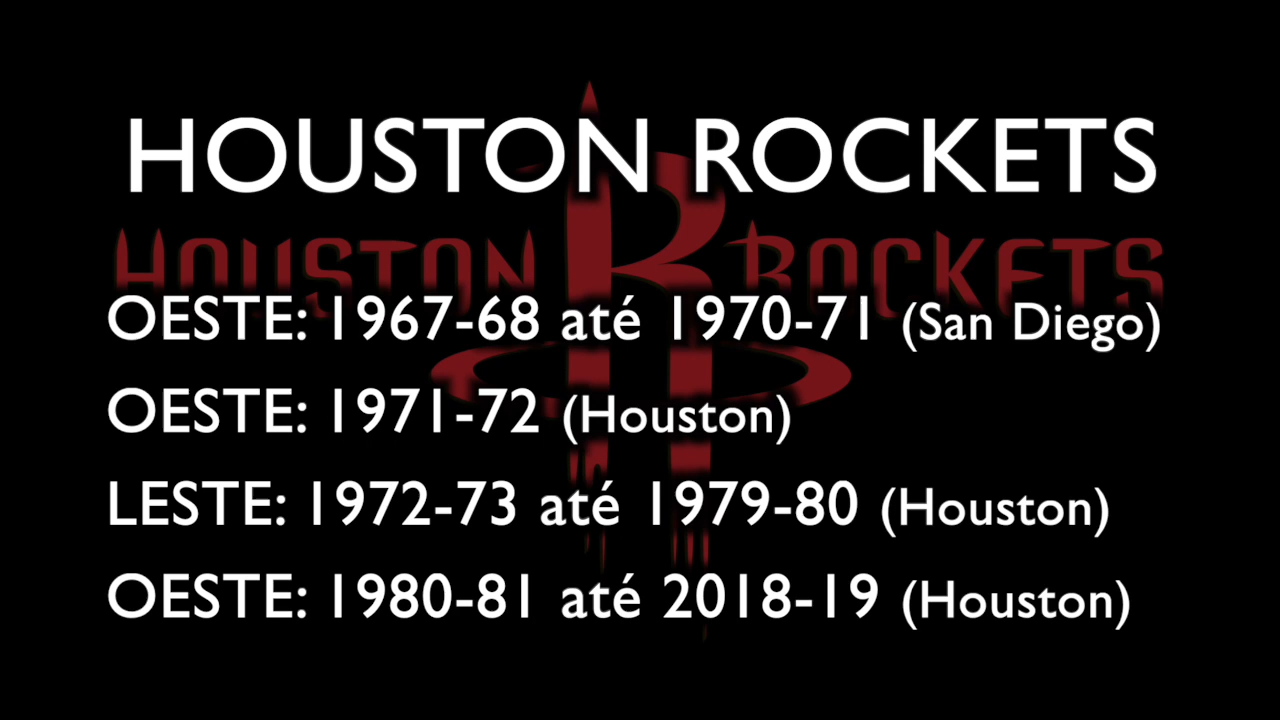 HOUSTON ROCKETS
HOUSTON ROCKETS
OESTE: 1967-68 até 1970-71 (San Diego)
OESTE: 1971-72 (Houston)
LESTE: 1972-73 até 1979-80 (Houston)
OESTE: 1980-81 até 2018-19 (Houston)